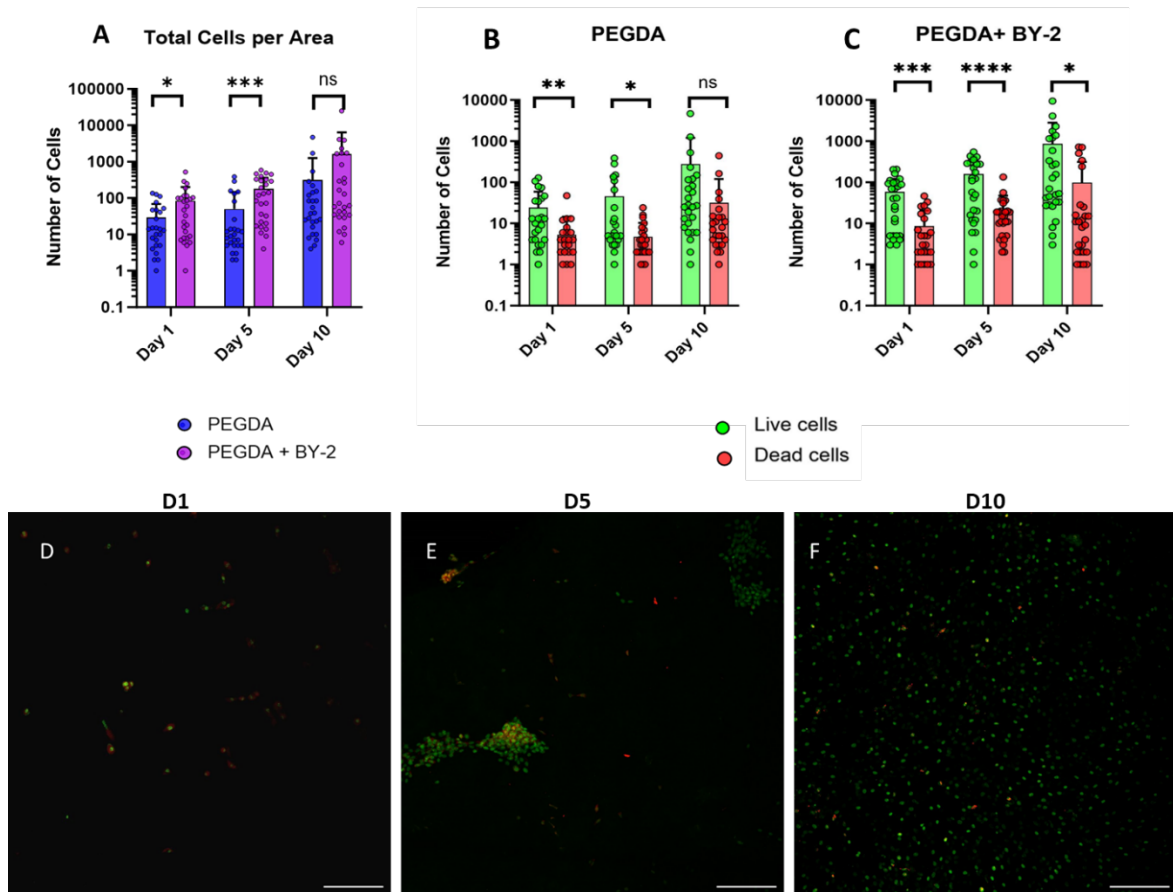 A
Total Cells per Area
Number of Cells
100000
10000
1000
100
10
1
0.1
*
***
ns
Day 1
Day 5
Day 10
PEGDA
PEGDA + BY-2
B
PEGDA
Number of Cells
10000
1000
100
10
1
0.1
**
*
ns
Day 1
Day 5
Day 10
C
PEGDA+ BY-2
Number of Cells
10000
1000
100
10
1
0.1
***
****
*
Day 1
Day 5
Day 10
Live cells
Dead cells
D1
D5
D10
D
E
F